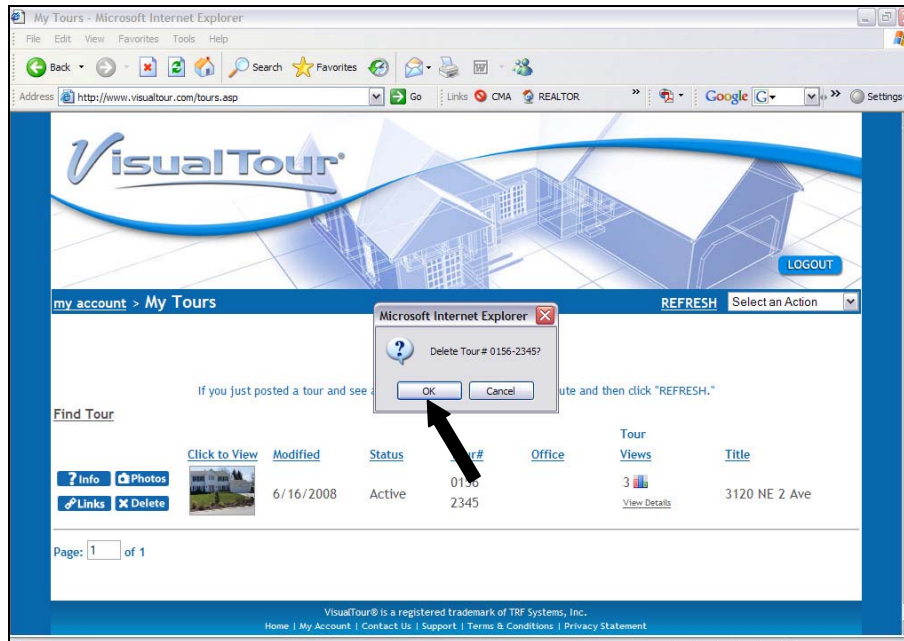 My Tours - Microsoft Internet Explorer
File Edit View Favorites Tools Help
Back Search Favorites
Address http://www.visualtour.com/tours.asp Go Links CMA REALTOR » Google G » Settings
VisualTour®
LOGOUT
my account > My Tours REFRESH Select an Action
Microsoft Internet Explorer
Delete Tour # 0156-2345?
OK Cancel
If you just posted a tour and see ute and then click "REFRESH."
Find Tour
Click to View Modified Status Office Tour Views Title
? Info Photos
Links X Delete
6/16/2008 Active 0156 2345 3 View Details 3120 NE 2 Ave
Page: 1 of 1
VisualTour® is a registered trademark of TRF Systems, Inc.
Home | My Account | Contact Us | Support | Terms & Conditions | Privacy Statement